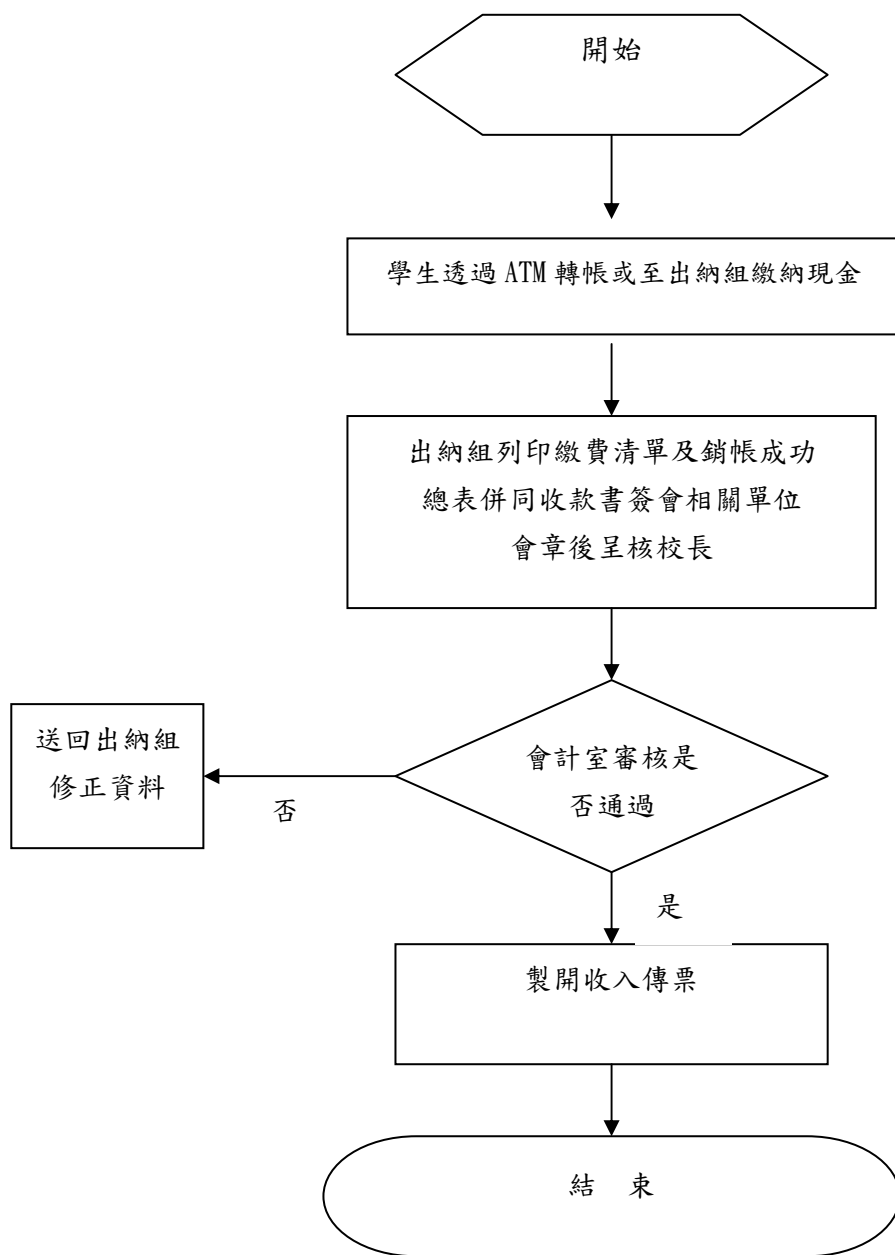 開始
學生透過 ATM 轉帳或至出納組繳納現金
出納組列印繳費清單及銷帳成功
總表併同收款書簽會相關單位
會章後呈核校長
會計室審核是
否通過
否
送回出納組
修正資料
是
製開收入傳票
結 束